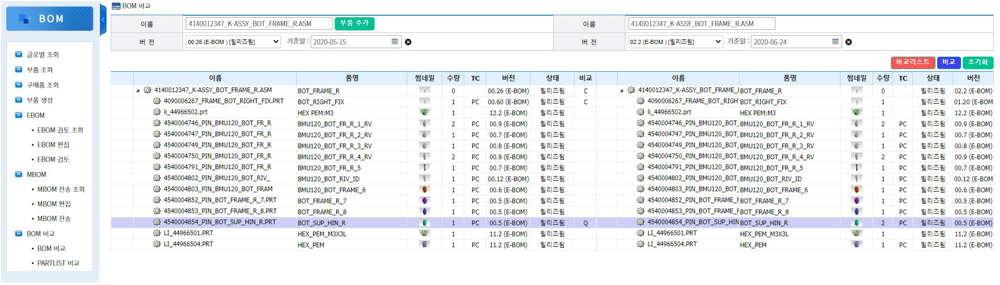 BOM
글로벌 조회
부품 조회
구매품 조회
부품 생성
EBOM
EBOM 검토 조회
EBOM 편집
EBOM 검토
MBOM
MBOM 전송 조회
MBOM 편집
MBOM 전송
BOM 비교
BOM 비교
PARTLIST 비교
BOM 비교
이름 4140012347_K-ASSY_BOT_FRAME_R.ASM 부품 추가 이름 4140012347_K-ASSY_BOT_FRAME_R.ASM
버 전 00.26 (E-BOM ) [릴리즈됨] 기준일 : 2020-05-15 버 전 02.2 (E-BOM ) [릴리즈됨] 기준일 : 2020-06-24
비교리스트 비교 초기화
이름 품명 썸네일 수량 TC 버전 상태 비교 이름 품명 썸네일 수량 TC 상태 버전
4140012347_K-ASSY_BOT_FRAME_R.ASM BOT_FRAME_R 0 00.26 (E-BOM) 릴리즈됨 C 4140012347_K-ASSY_BOT_FRAME_ BOT_FRAME_R 0 릴리즈됨 02.2 (E-BOM)
4090006267_FRAME_BOT_RIGHT_FIX.PRT BOT_RIGHT_FIX 1 PC 00.60 (E-BOM) 릴리즈됨 C 4090006267_FRAME_BOT_RIGH BOT_RIGHT_FIX 1 PC 릴리즈됨 01.20 (E-BOM
li_44966502.prt HEX PEM:M3 1 12.2 (E-BOM) 릴리즈됨 li_44966502.prt HEX PEM:M3 1 릴리즈됨 12.2 (E-BOM)
4540004746_PIN_BMU120_BOT_FR_R BMU120_BOT_FR_R_1_RV 2 PC 00.9 (E-BOM) 릴리즈됨 4540004746_PIN_BMU120_BOT_ BMU120_BOT_FR_R_1_RV 2 PC 릴리즈됨 00.9 (E-BOM)
4540004747_PIN_BMU120_BOT_FR_R BMU120_BOT_FR_R_2_RV 1 PC 00.7 (E-BOM) 릴리즈됨 4540004747_PIN_BMU120_BOT_ BMU120_BOT_FR_R_2_RV 1 PC 릴리즈됨 00.7 (E-BOM)
4540004749_PIN_BMU120_BOT_FR_R BMU120_BOT_FR_R_3_RV 1 PC 00.8 (E-BOM) 릴리즈됨 4540004749_PIN_BMU120_BOT_ BMU120_BOT_FR_R_3_RV 1 PC 릴리즈됨 00.8 (E-BOM)
4540004750_PIN_BMU120_BOT_FR_R BMU120_BOT_FR_R_4_RV 2 PC 00.9 (E-BOM) 릴리즈됨 4540004750_PIN_BMU120_BOT_ BMU120_BOT_FR_R_4_RV 2 PC 릴리즈됨 00.9 (E-BOM)
4540004791_PIN_BMU120_BOT_FR_R BMU120_BOT_FR_R_5 1 PC 00.7 (E-BOM) 릴리즈됨 4540004791_PIN_BMU120_BOT_ BMU120_BOT_FR_R_5 1 PC 릴리즈됨 00.7 (E-BOM)
4540004802_PIN_BMU120_BOT_RIV_ BMU120_BOT_RIV_ID 1 PC 00.12 (E-BOM) 릴리즈됨 4540004802_PIN_BMU120_BOT_ BMU120_BOT_RIV_ID 1 PC 릴리즈됨 00.12 (E-BOM
4540004803_PIN_BMU120_BOT_FRAM BMU120_BOT_FRAME_6 1 PC 00.6 (E-BOM) 릴리즈됨 4540004803_PIN_BMU120_BOT_ BMU120_BOT_FRAME_6 1 PC 릴리즈됨 00.6 (E-BOM)
4540004852_PIN_BOT_FRAME_R_7.PRT BOT_FRAME_R_7 1 PC 00.5 (E-BOM) 릴리즈됨 4540004852_PIN_BOT_FRAME_ BOT_FRAME_R_7 1 PC 릴리즈됨 00.5 (E-BOM)
4540004853_PIN_BOT_FRAME_R_8.PRT BOT_FRAME_R_8 1 PC 00.5 (E-BOM) 릴리즈됨 4540004853_PIN_BOT_FRAME_ BOT_FRAME_R_8 1 PC 릴리즈됨 00.5 (E-BOM)
4540004854_PIN_BOT_SUP_HIN_R.PRT BOT_SUP_HIN_R 1 PC 00.5 (E-BOM) 릴리즈됨 Q 4540004854_PIN_BOT_SUP_HIN BOT_SUP_HIN_R 2 PC 릴리즈됨 00.5 (E-BOM)
LI_44966501.PRT HEX_PEM_M3X3L 1 11.2 (E-BOM) 릴리즈됨 LI_44966501.PRT HEX_PEM_M3X3L 1 릴리즈됨 11.2 (E-BOM)
LI_44966504.PRT HEX_PEM 1 PC 11.2 (E-BOM) 릴리즈됨 LI_44966504.PRT HEX_PEM 1 PC 릴리즈됨 11.2 (E-BOM)